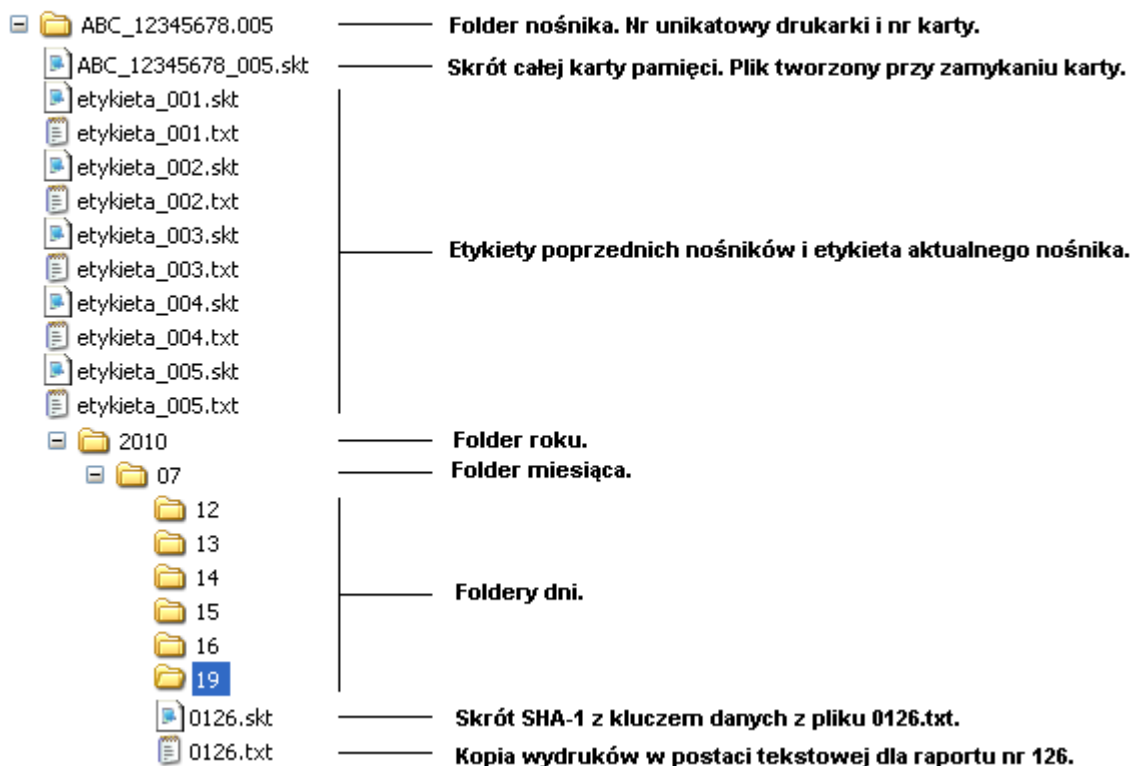 ABC_12345678.005 Folder nośnika. Nr unikatowy drukarki i nr karty.
ABC_12345678_005.skt Skrót całej karty pamięci. Plik tworzony przy zamykaniu karty.
etykieta_001.skt
etykieta_001.txt
etykieta_002.skt
etykieta_002.txt
etykieta_003.skt
Etykiety poprzednich nośników i etykieta aktualnego nośnika.
etykieta_003.txt
etykieta_004.skt
etykieta_004.txt
etykieta_005.skt
etykieta_005.txt
2010 Folder roku.
07 Folder miesiąca.
12
13
14
Foldery dni.
15
16
19
0126.skt Skrót SHA-1 z kluczem danych z pliku 0126.txt.
0126.txt Kopia wydruków w postaci tekstowej dla raportu nr 126.